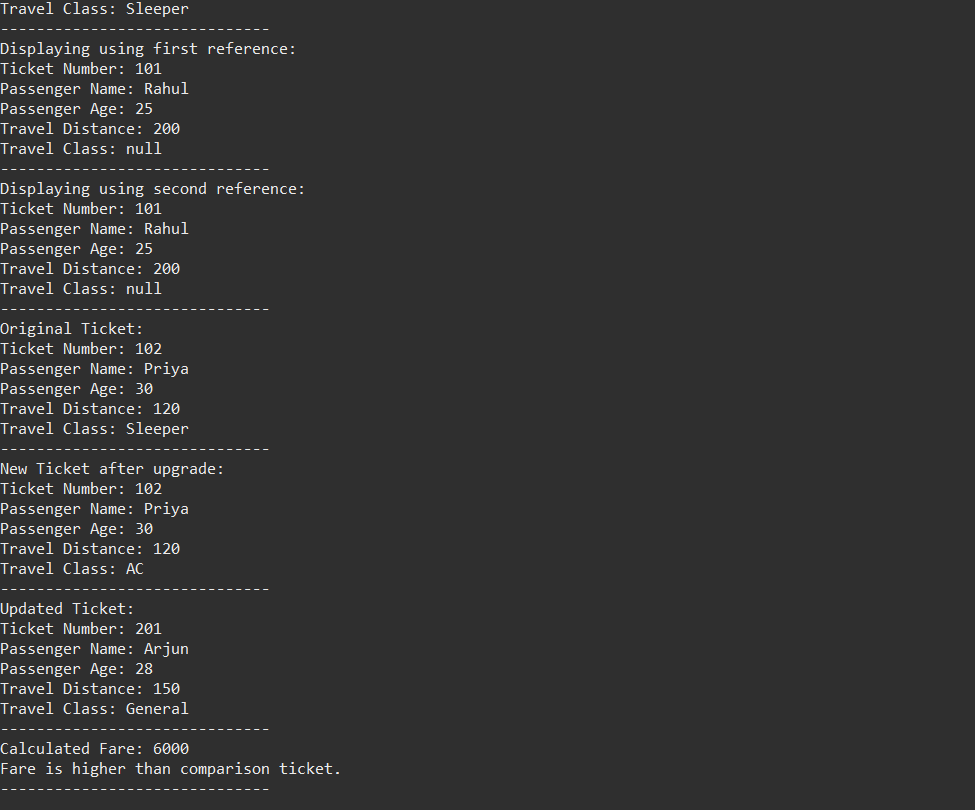 Travel Class: Sleeper
------------------------------
Displaying using first reference:
Ticket Number: 101
Passenger Name: Rahul
Passenger Age: 25
Travel Distance: 200
Travel Class: null
------------------------------
Displaying using second reference:
Ticket Number: 101
Passenger Name: Rahul
Passenger Age: 25
Travel Distance: 200
Travel Class: null
------------------------------
Original Ticket:
Ticket Number: 102
Passenger Name: Priya
Passenger Age: 30
Travel Distance: 120
Travel Class: Sleeper
------------------------------
New Ticket after upgrade:
Ticket Number: 102
Passenger Name: Priya
Passenger Age: 30
Travel Distance: 120
Travel Class: AC
------------------------------
Updated Ticket:
Ticket Number: 201
Passenger Name: Arjun
Passenger Age: 28
Travel Distance: 150
Travel Class: General
------------------------------
Calculated Fare: 6000
Fare is higher than comparison ticket.
------------------------------